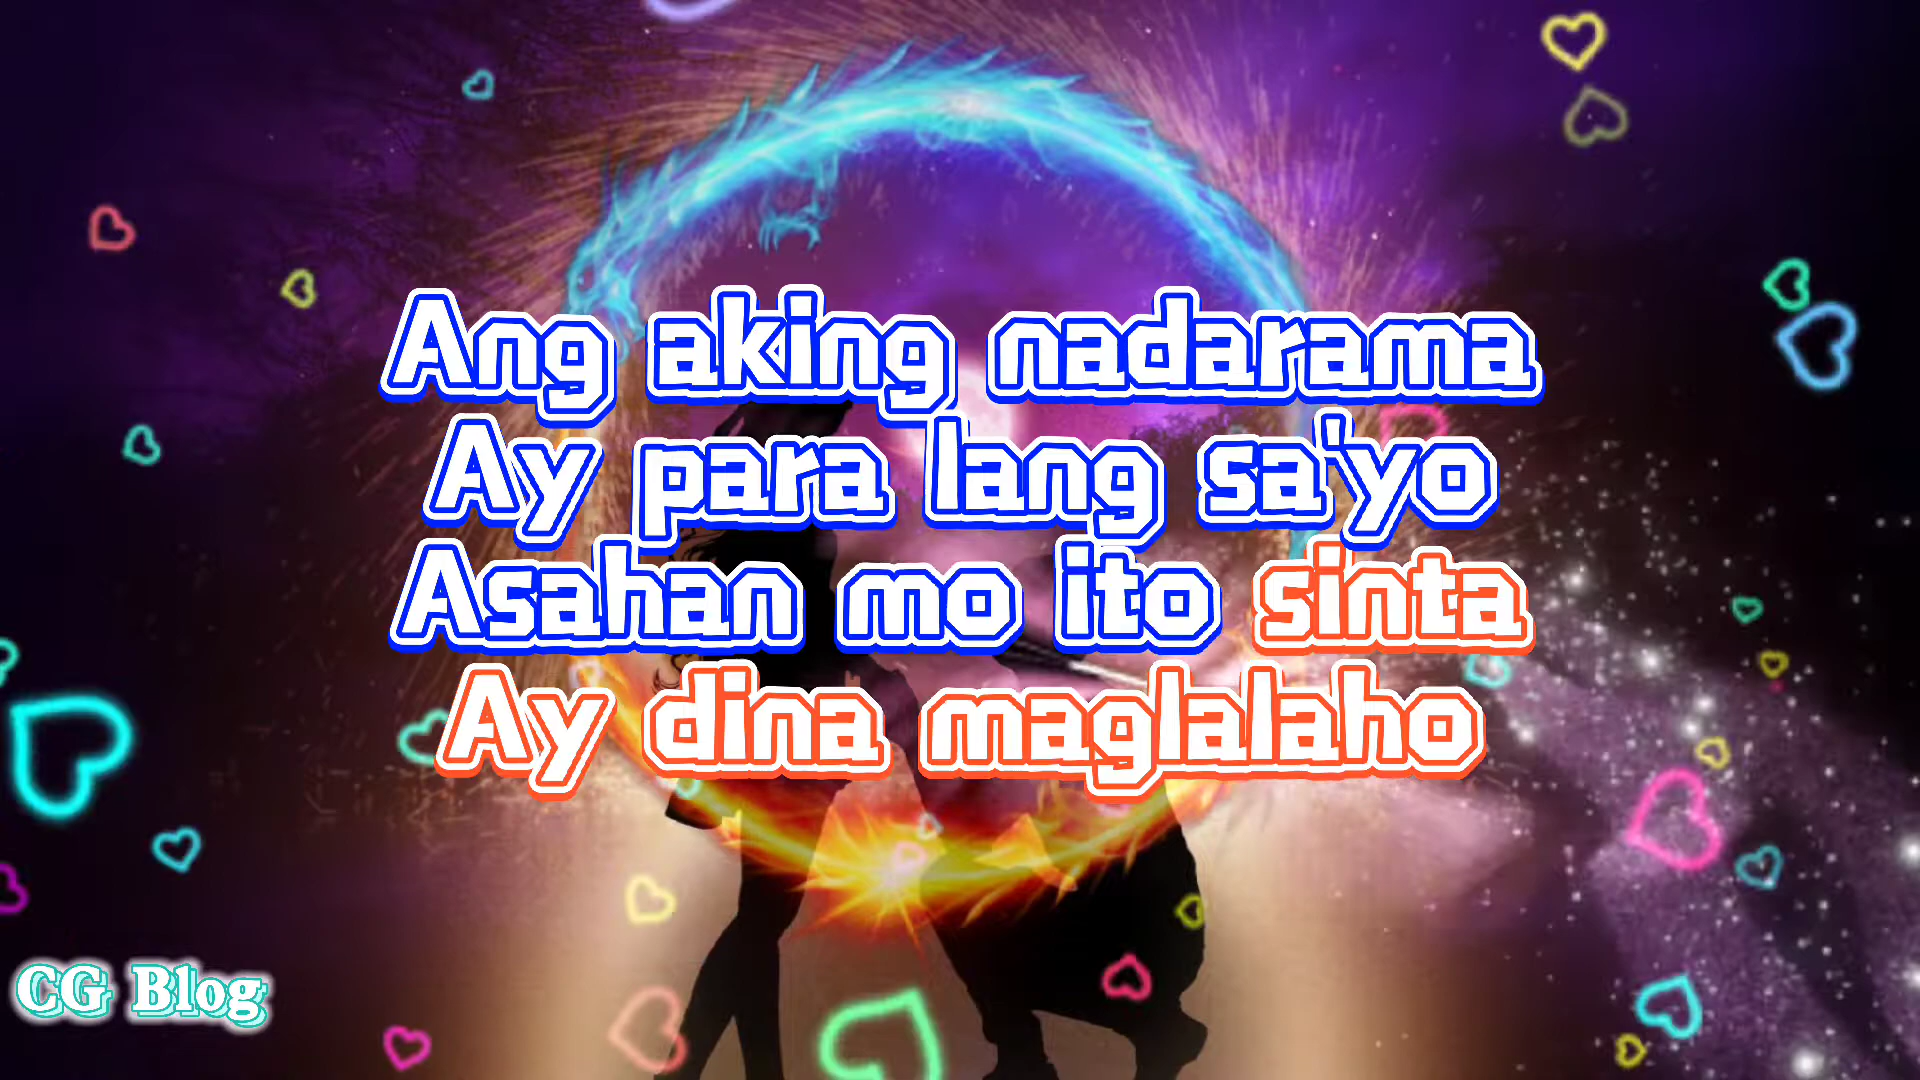 Ang aking nadarama
Ay para lang sa'yo
Asahan mo ito sinta
Ay dina maglalaho
CG Blog